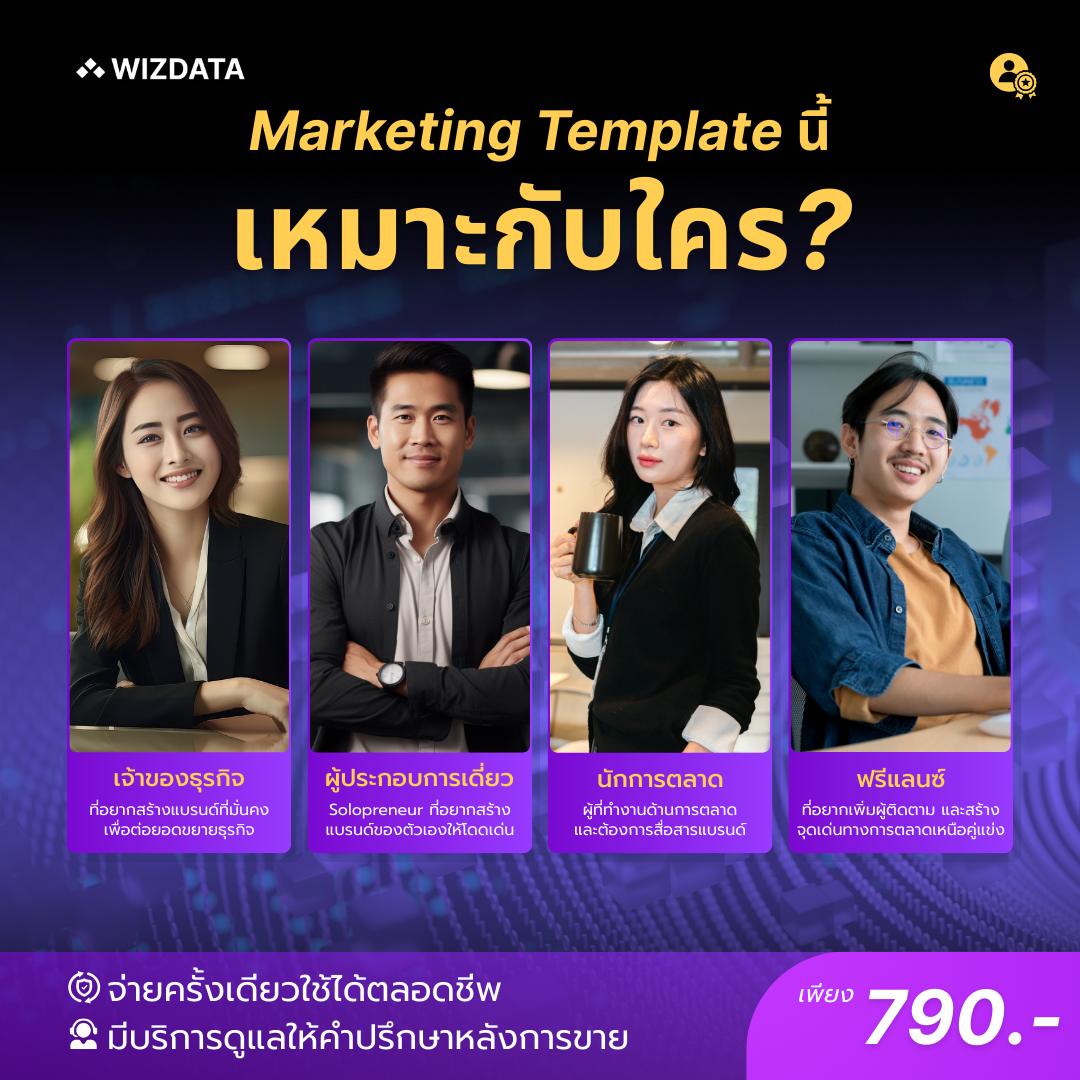 WIZDATA
Marketing Template นี้
เหมาะกับใคร?
BUSINESS
เจ้าของธุรกิจ
ที่อยากสร้างแบรนด์ที่มั่นคง
เพื่อต่อยอดขยายธุรกิจ
ผู้ประกอบการเดี่ยว
Solopreneur ที่อยากสร้าง
แบรนด์ของตัวเองให้โดดเด่น
นักการตลาด
ผู้ที่ทำงานด้านการตลาด
และต้องการสื่อสารแบรนด์
ฟรีแลนซ์
ที่อยากเพิ่มผู้ติดตาม และสร้าง
จุดเด่นทางการตลาดเหนือคู่แข่ง
จ่ายครั้งเดียวใช้ได้ตลอดชีพ
มีบริการดูแลให้คำปรึกษาหลังการขาย
เพียง 790.-